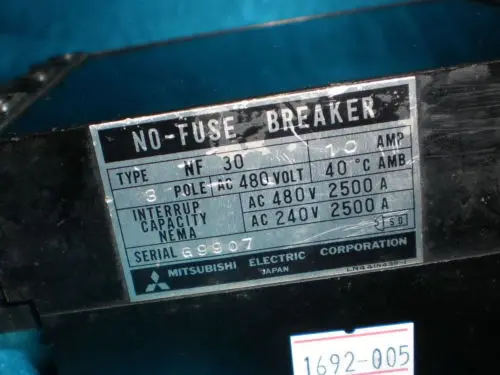 NO-FUSE BREAKER
TYPE NF 30 10 AMP
3 POLE AC 480 VOLT 40°C AMB
INTERRUP CAPACITY NEMA
AC 480V 2500 A
AC 240V 2500 A
SERIAL G9907
MITSUBISHI ELECTRIC CORPORATION
JAPAN
1692-005